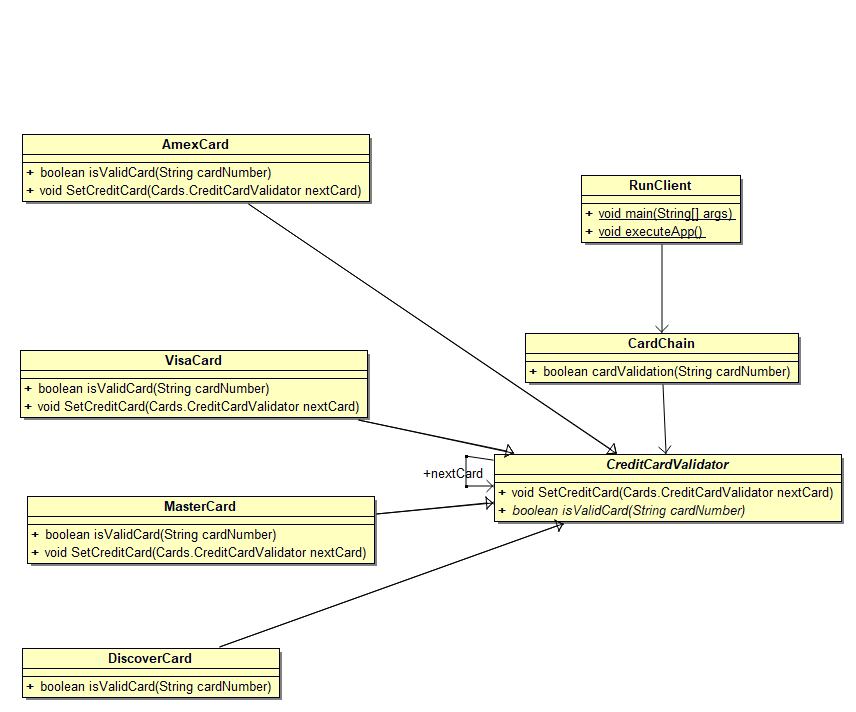 AmexCard
+ boolean isValidCard(String cardNumber)
+ void SetCreditCard(Cards.CreditCardValidator nextCard)
RunClient
+ void main(String[] args)
+ void executeApp()
CardChain
+ boolean cardValidation(String cardNumber)
VisaCard
+ boolean isValidCard(String cardNumber)
+ void SetCreditCard(Cards.CreditCardValidator nextCard)
+nextCard
CreditCardValidator
+ void SetCreditCard(Cards.CreditCardValidator nextCard)
+ boolean isValidCard(String cardNumber)
MasterCard
+ boolean isValidCard(String cardNumber)
+ void SetCreditCard(Cards.CreditCardValidator nextCard)
DiscoverCard
+ boolean isValidCard(String cardNumber)